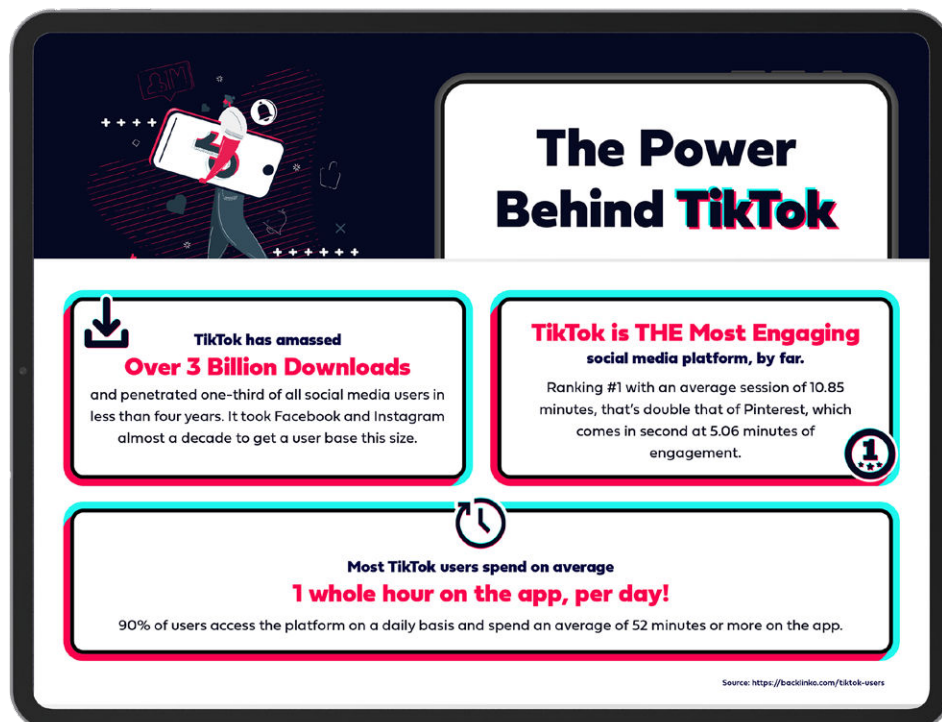 The Power
Behind TikTok
TikTok has amassed
Over 3 Billion Downloads
and penetrated one-third of all social media users in
less than four years. It took Facebook and Instagram
almost a decade to get a user base this size.
TikTok is THE Most Engaging
social media platform, by far.
Ranking #1 with an average session of 10.85
minutes, that's double that of Pinterest, which
comes in second at 5.06 minutes of
engagement.
1
Most TikTok users spend on average
1 whole hour on the app, per day!
90% of users access the platform on a daily basis and spend an average of 52 minutes or more on the app.
Source: https://backlinko.com/tiktok-users